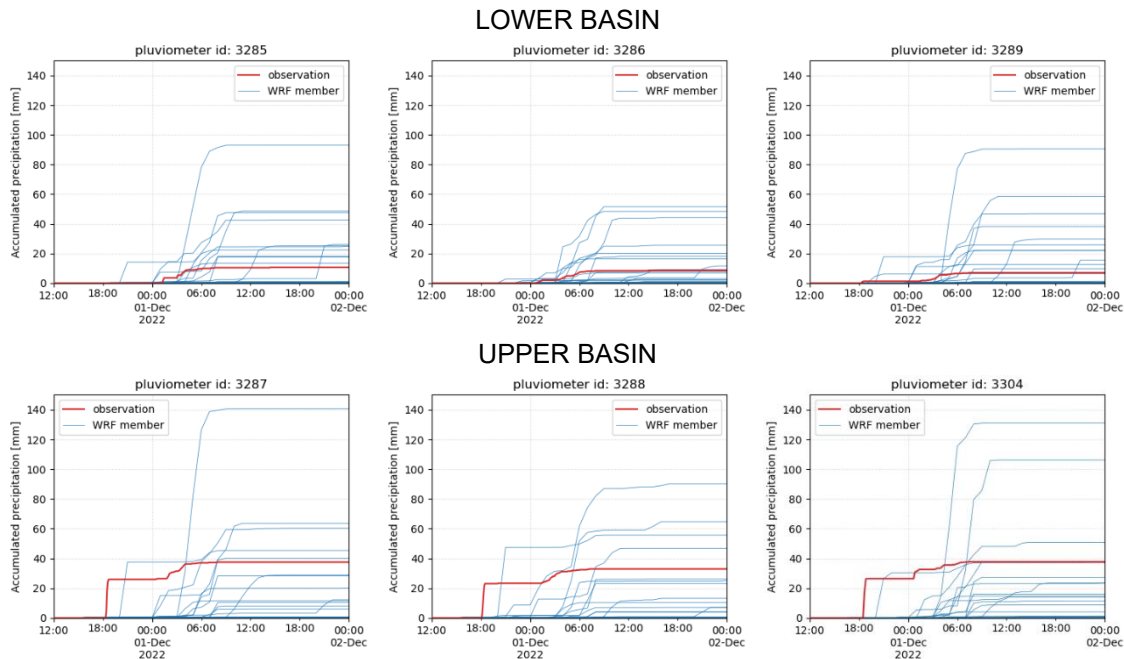 LOWER BASIN
pluviometer id: 3285
Accumulated precipitation [mm]
140
120
100
80
60
40
20
0
observation
WRF member
12:00 18:00 00:00 06:00 12:00 18:00 00:00
01-Dec 02-Dec
2022
pluviometer id: 3286
Accumulated precipitation [mm]
140
120
100
80
60
40
20
0
observation
WRF member
12:00 18:00 00:00 06:00 12:00 18:00 00:00
01-Dec 02-Dec
2022
pluviometer id: 3289
Accumulated precipitation [mm]
140
120
100
80
60
40
20
0
observation
WRF member
12:00 18:00 00:00 06:00 12:00 18:00 00:00
01-Dec 02-Dec
2022
UPPER BASIN
pluviometer id: 3287
Accumulated precipitation [mm]
140
120
100
80
60
40
20
0
observation
WRF member
12:00 18:00 00:00 06:00 12:00 18:00 00:00
01-Dec 02-Dec
2022
pluviometer id: 3288
Accumulated precipitation [mm]
140
120
100
80
60
40
20
0
observation
WRF member
12:00 18:00 00:00 06:00 12:00 18:00 00:00
01-Dec 02-Dec
2022
pluviometer id: 3304
Accumulated precipitation [mm]
140
120
100
80
60
40
20
0
observation
WRF member
12:00 18:00 00:00 06:00 12:00 18:00 00:00
01-Dec 02-Dec
2022